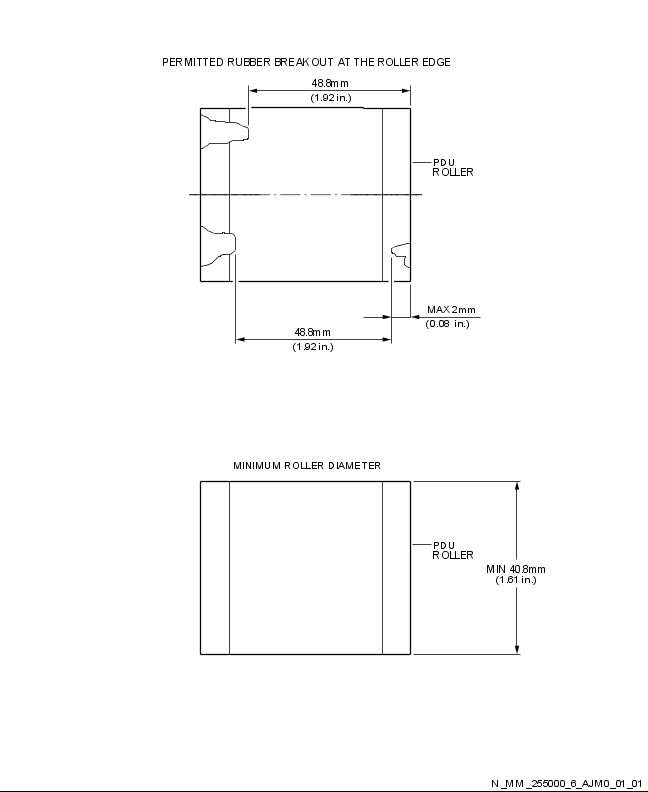 PERMITTED RUBBER BREAKOUT AT THE ROLLER EDGE
48.8mm
(1.92 in.)
PDU
ROLLER
MAX 2mm
(0.08 in.)
48.8mm
(1.92 in.)
MINIMUM ROLLER DIAMETER
PDU
ROLLER
MIN 40.8mm
(1.61 in.)
N_MM_255000_6_AJM0_01_01